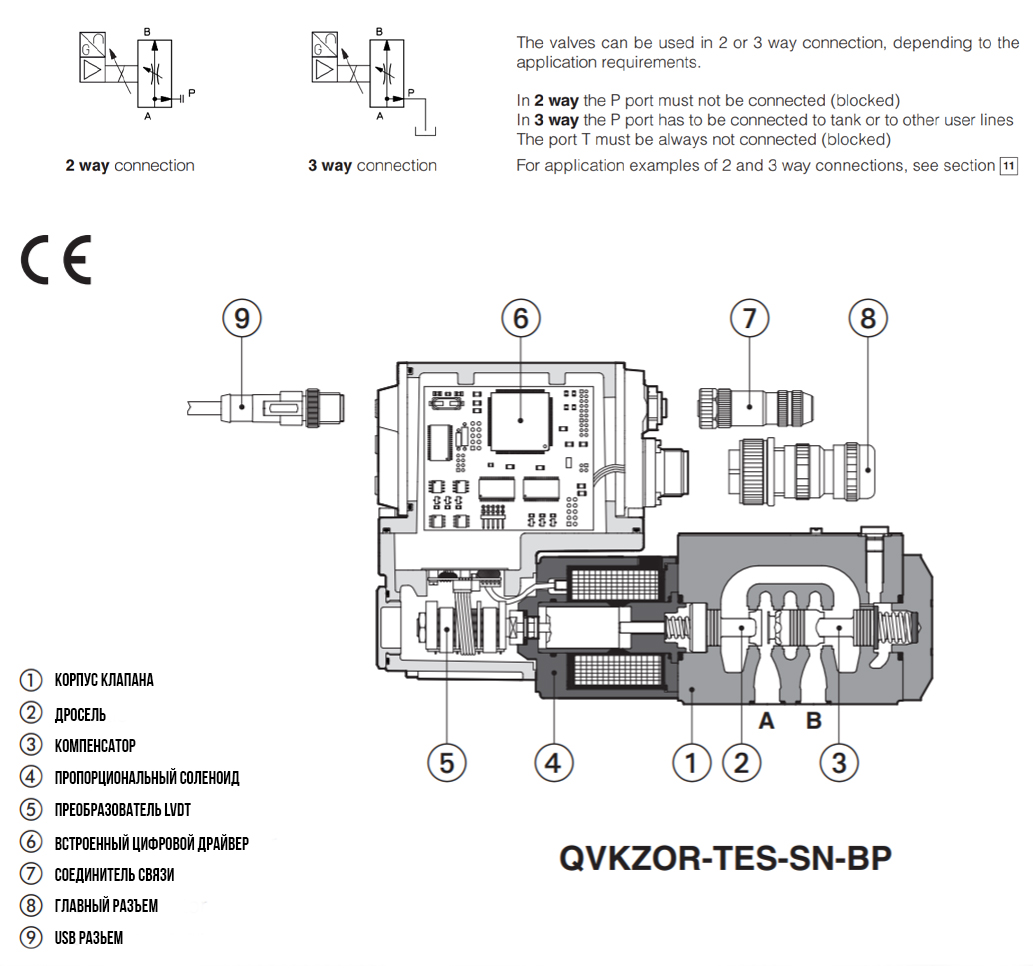 B
G
P
A
2 way connection
B
G
P
A
3 way connection
The valves can be used in 2 or 3 way connection, depending to the
application requirements.
In 2 way the P port must not be connected (blocked)
In 3 way the P port has to be connected to tank or to other user lines
The port T must be always not connected (blocked)
For application examples of 2 and 3 way connections, see section 11
CE
9
6
7
8
A B
5
4
1
2
3
1 КОРПУС КЛАПАНА
2 ДРОСЕЛЬ
3 КОМПЕНСАТОР
4 ПРОПОРЦИОНАЛЬНЫЙ СОЛЕНОИД
5 ПРЕОБРАЗОВАТЕЛЬ LVDT
6 ВСТРОЕННЫЙ ЦИФРОВОЙ ДРАЙВЕР
7 СОЕДИНИТЕЛЬ СВЯЗИ
8 ГЛАВНЫЙ РАЗЪЕМ
9 USB РАЗЬЕМ
QVKZOR-TES-SN-BP